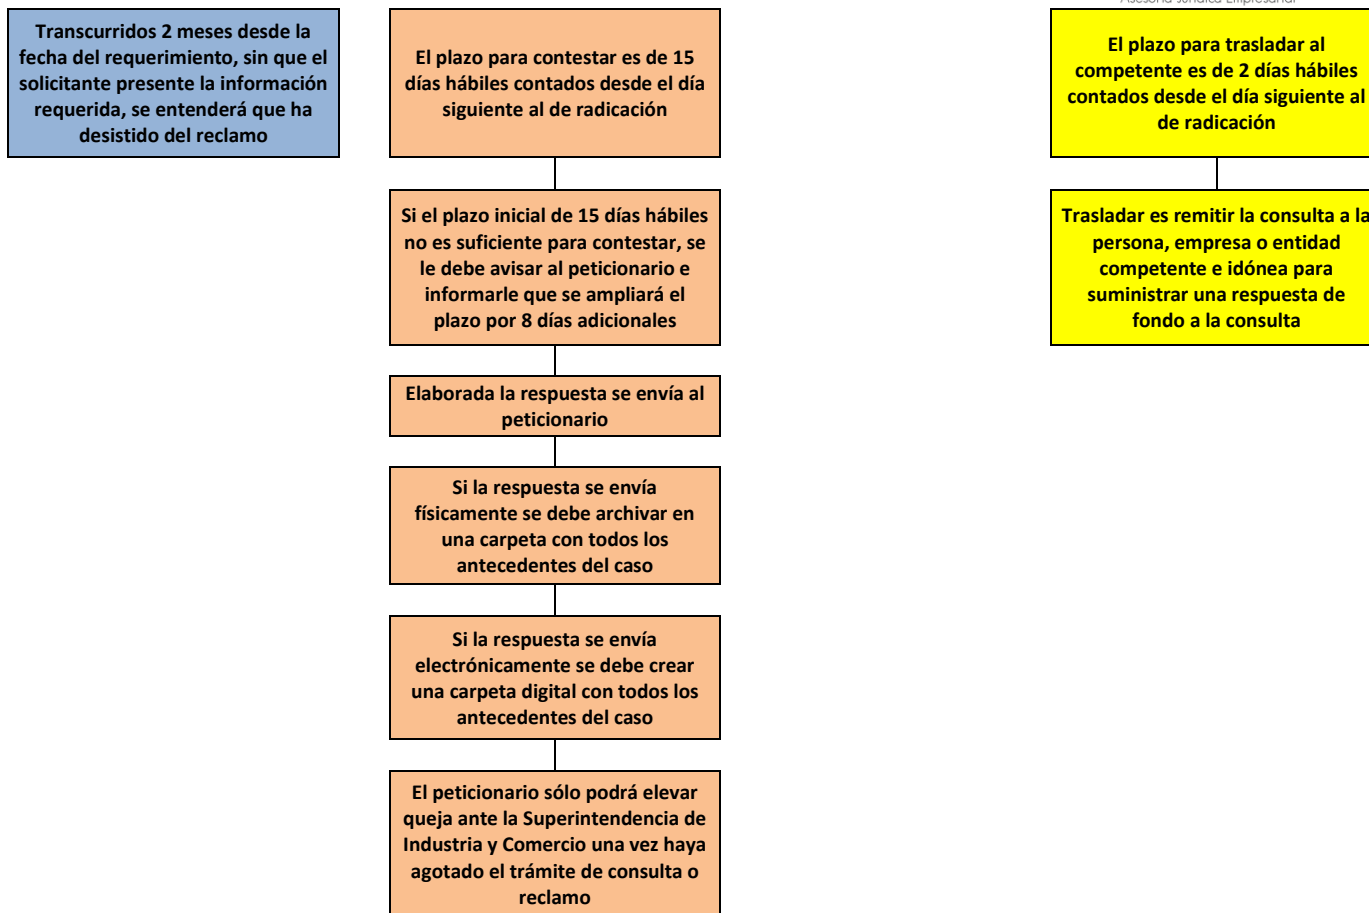 Asesoría Jurídica Empresarial
Transcurridos 2 meses desde la
fecha del requerimiento, sin que el
solicitante presente la información
requerida, se entenderá que ha
desistido del reclamo
El plazo para contestar es de 15
días hábiles contados desde el día
siguiente al de radicación
Si el plazo inicial de 15 días hábiles
no es suficiente para contestar, se
le debe avisar al peticionario e
informarle que se ampliará el
plazo por 8 días adicionales
Elaborada la respuesta se envía al
peticionario
Si la respuesta se envía
físicamente se debe archivar en
una carpeta con todos los
antecedentes del caso
Si la respuesta se envía
electrónicamente se debe crear
una carpeta digital con todos los
antecedentes del caso
El peticionario sólo podrá elevar
queja ante la Superintendencia de
Industria y Comercio una vez haya
agotado el trámite de consulta o
reclamo
El plazo para trasladar al
competente es de 2 días hábiles
contados desde el día siguiente al
de radicación
Trasladar es remitir la consulta a la
persona, empresa o entidad
competente e idónea para
suministrar una respuesta de
fondo a la consulta